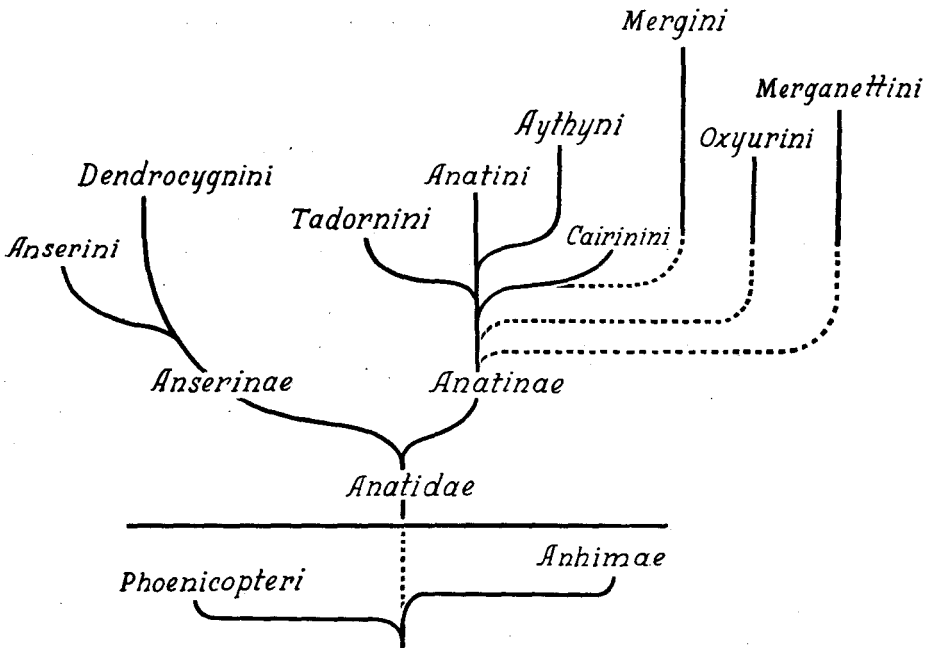 Mergini
Merganettini
Aythyni
Oxyurini
Dendrocygnini
Anatini
Tadornini
Cairinini
Anserini
Anserinae
Anatinae
Anatidae
Anhimae
Phoenicopteri